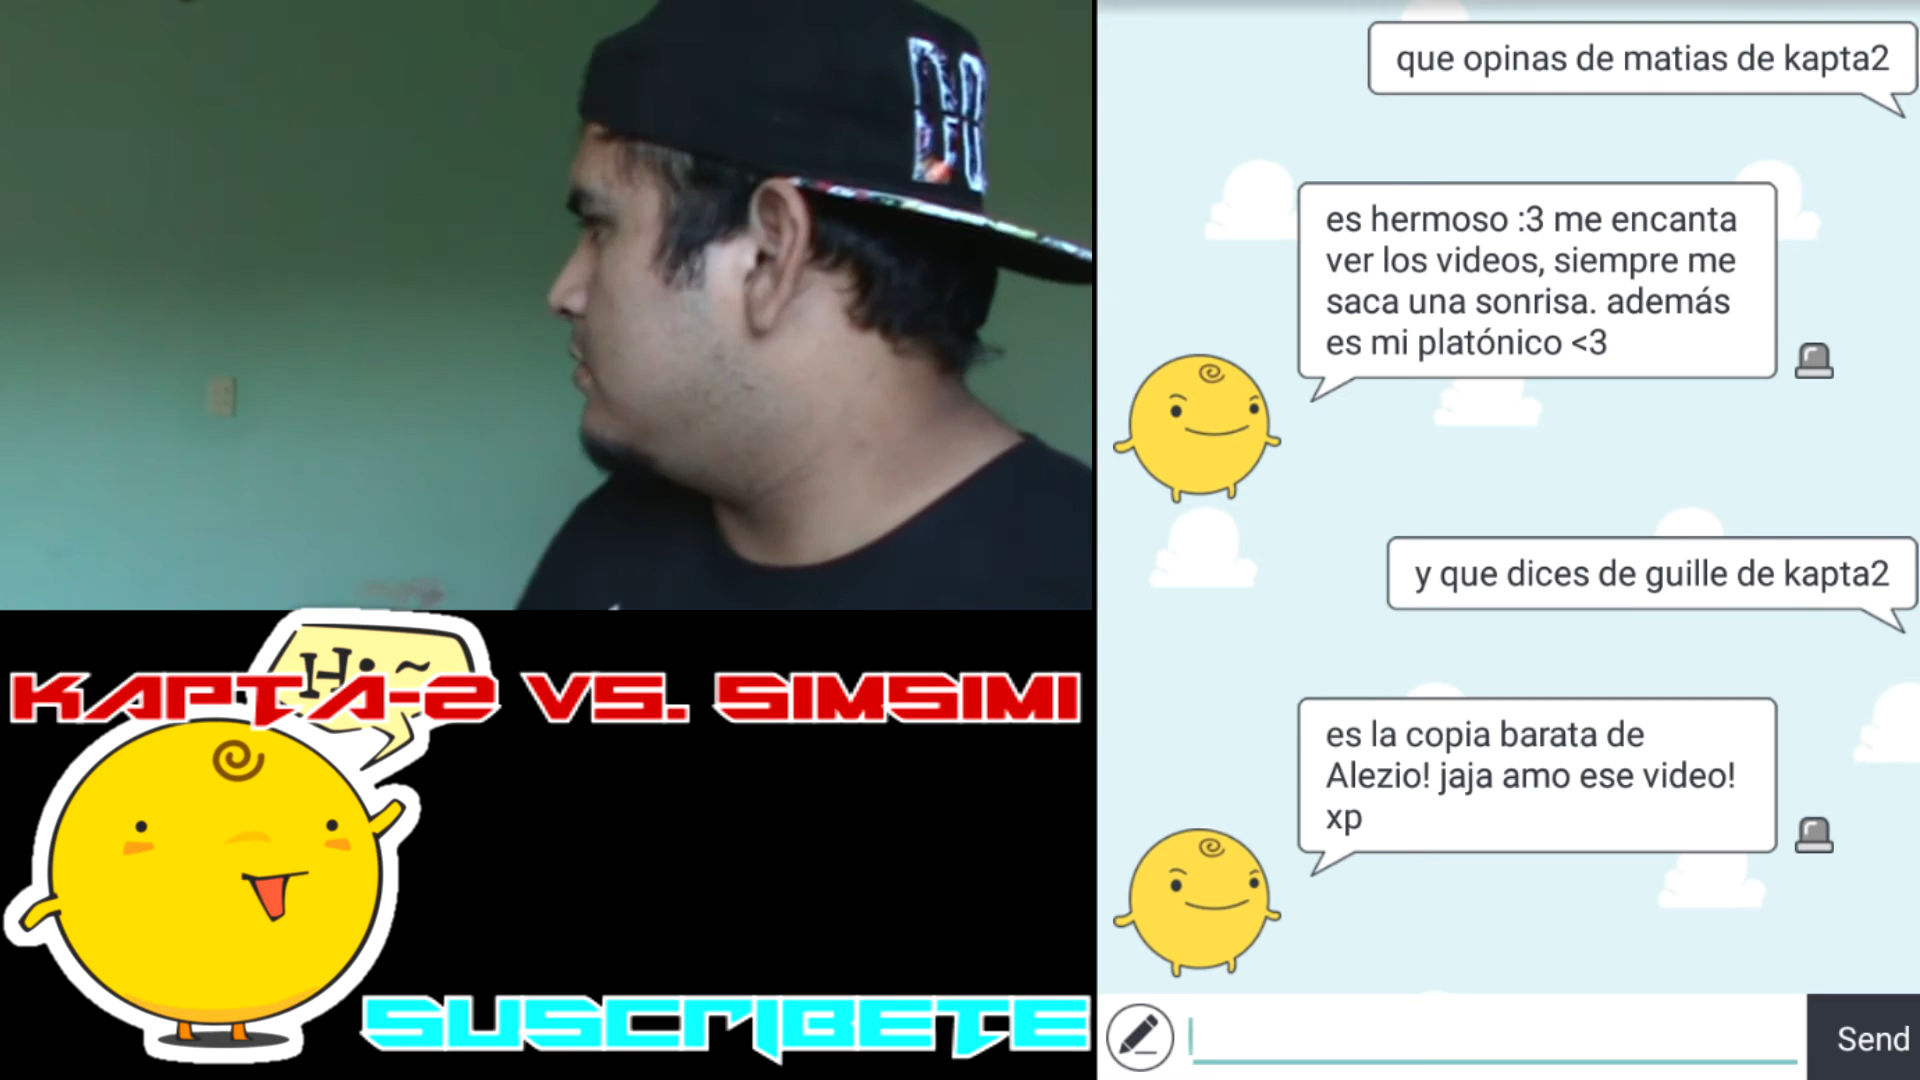 que opinas de matias de kapta2
es hermoso :3 me encanta
ver los videos, siempre me
saca una sonrisa. además
es mi platónico <3
y que dices de guille de kapta2
es la copia barata de
Alezio! jaja amo ese video!
xp
Send
Hi~
KAPTA-2 VS. SIMSIMI
SUSCRIBETE